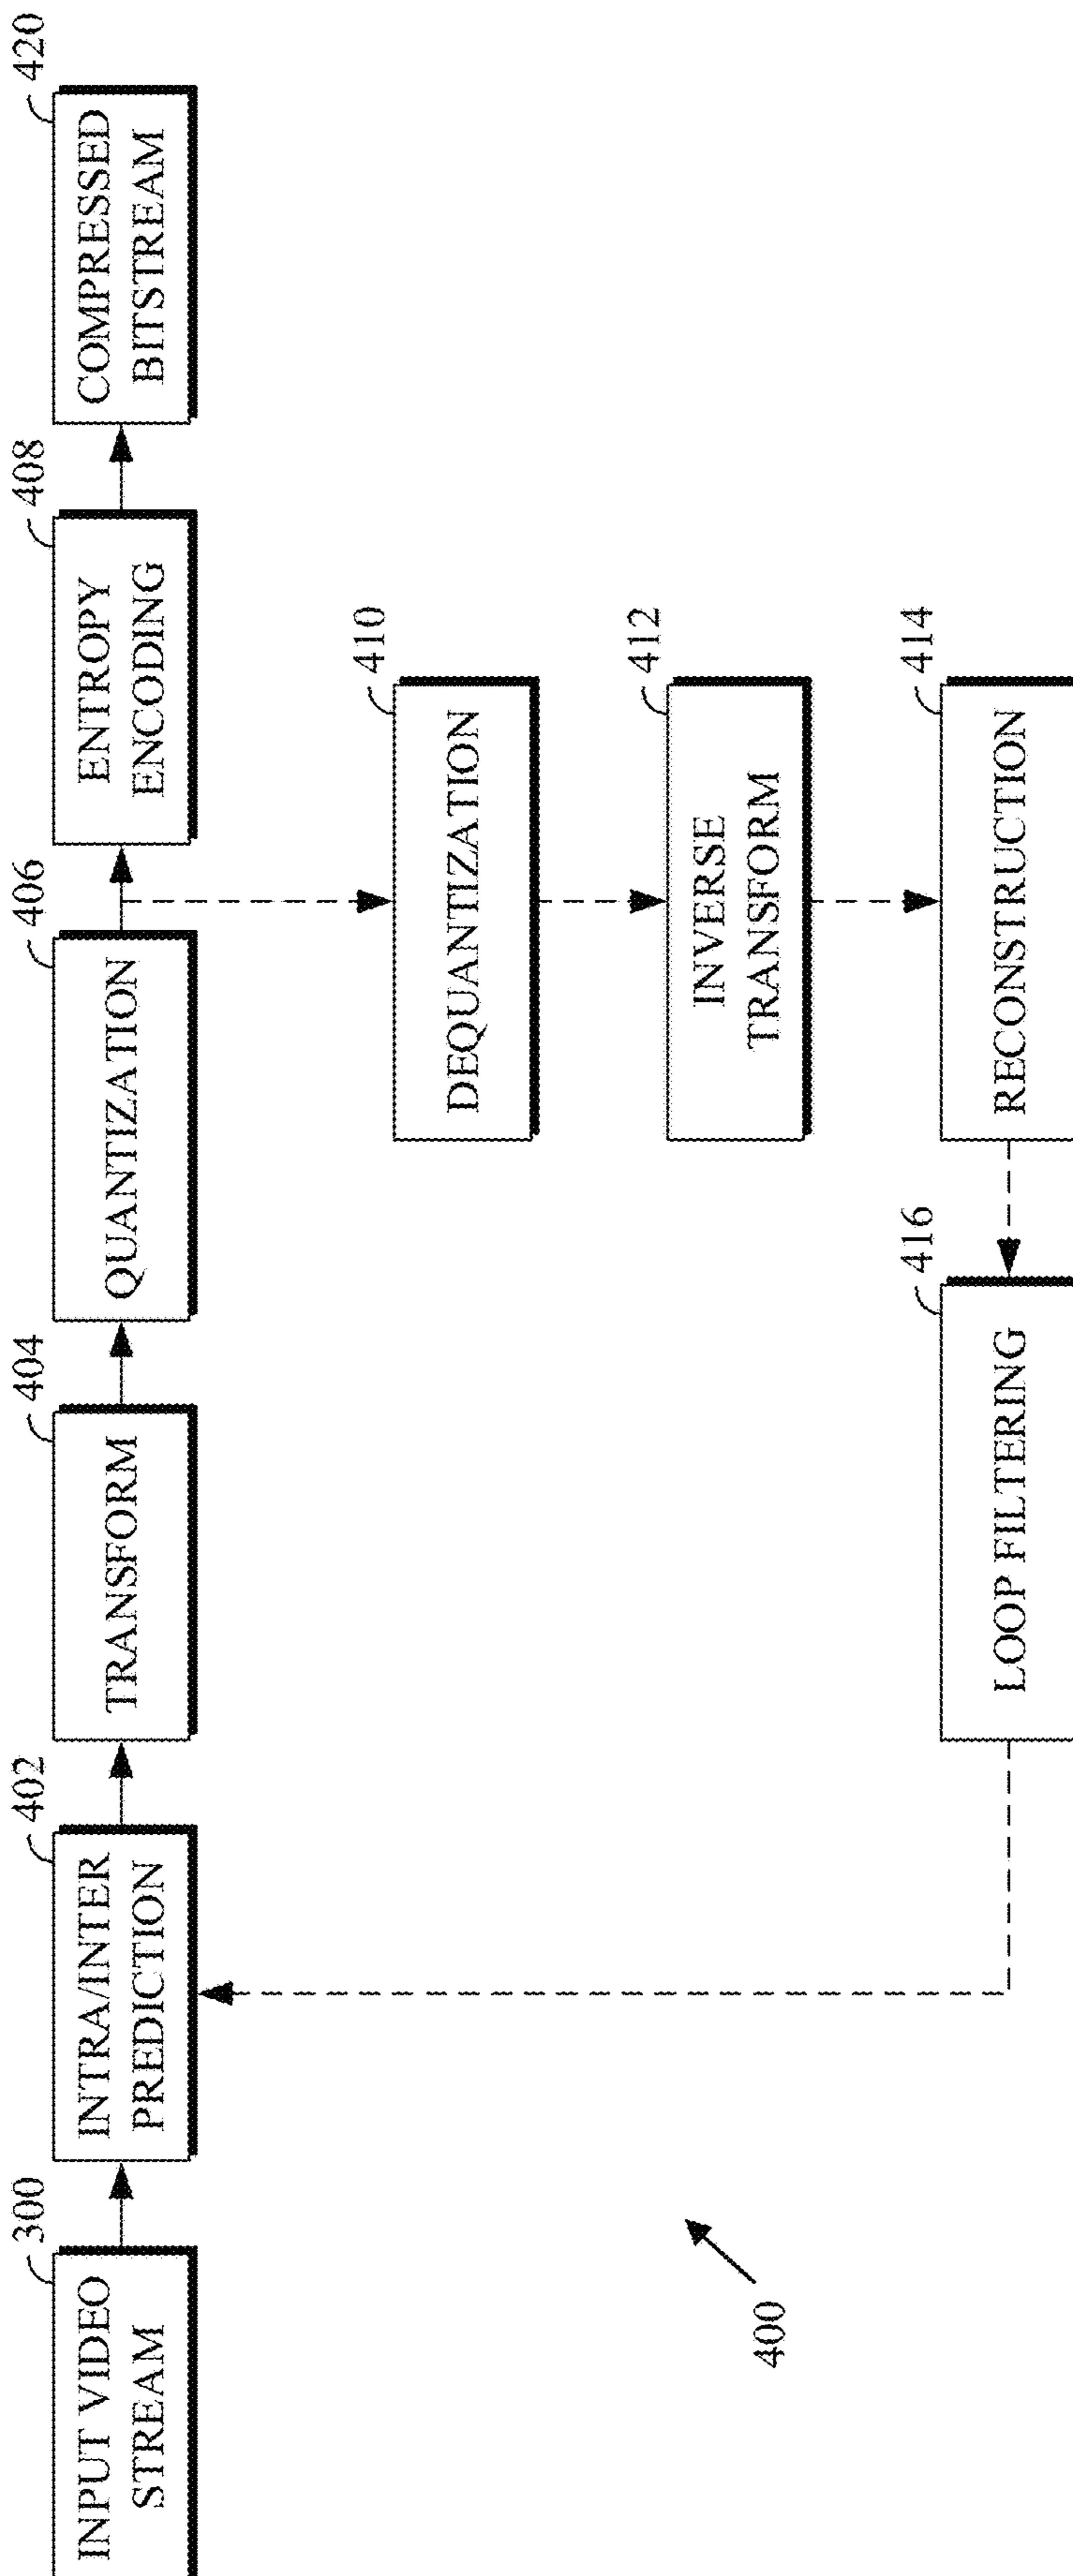 300
INPUT VIDEO
STREAM
402
INTRA/INTER
PREDICTION
404
TRANSFORM
406
QUANTIZATION
408
ENTROPY
ENCODING
420
COMPRESSED
BITSTREAM
410
DEQUANTIZATION
412
INVERSE
TRANSFORM
400
416
LOOP FILTERING
414
RECONSTRUCTION